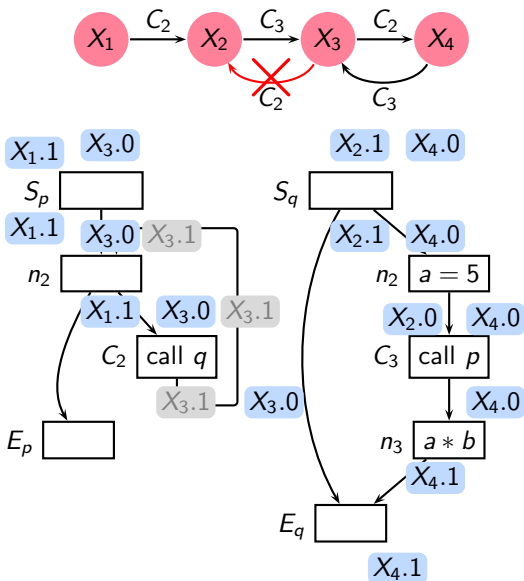 C₂ C₃ C₂
X₁ X₂ X₃ X₄
C₂ C₃
X₁.1 X₃.0 X₂.1 X₄.0
Sₚ S_q
X₁.1 X₃.0 X₃.1 X₂.1 X₄.0
n₂ n₂ a = 5
X₁.1 X₃.0 X₃.1 X₂.0 X₄.0
C₂ call q C₃ call p
X₃.1 X₃.0 X₄.0
Eₚ n₃ a ∗ b
X₄.1
E_q
X₄.1